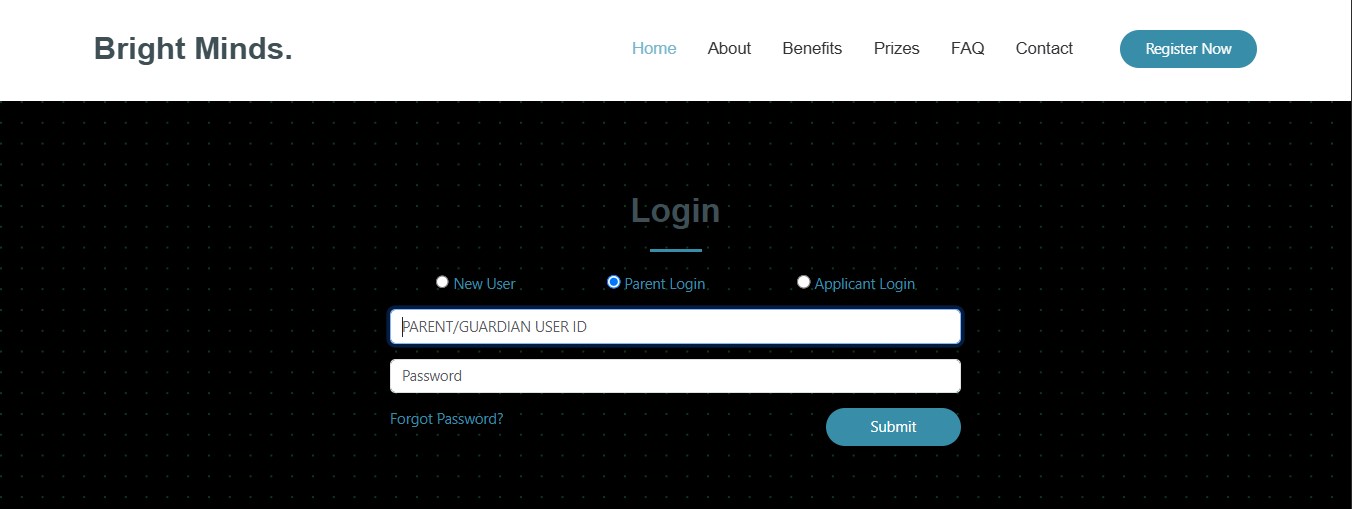 Bright Minds.
Home About Benefits Prizes FAQ Contact Register Now
Login
New User Parent Login Applicant Login
PARENT/GUARDIAN USER ID
Password
Forgot Password? Submit